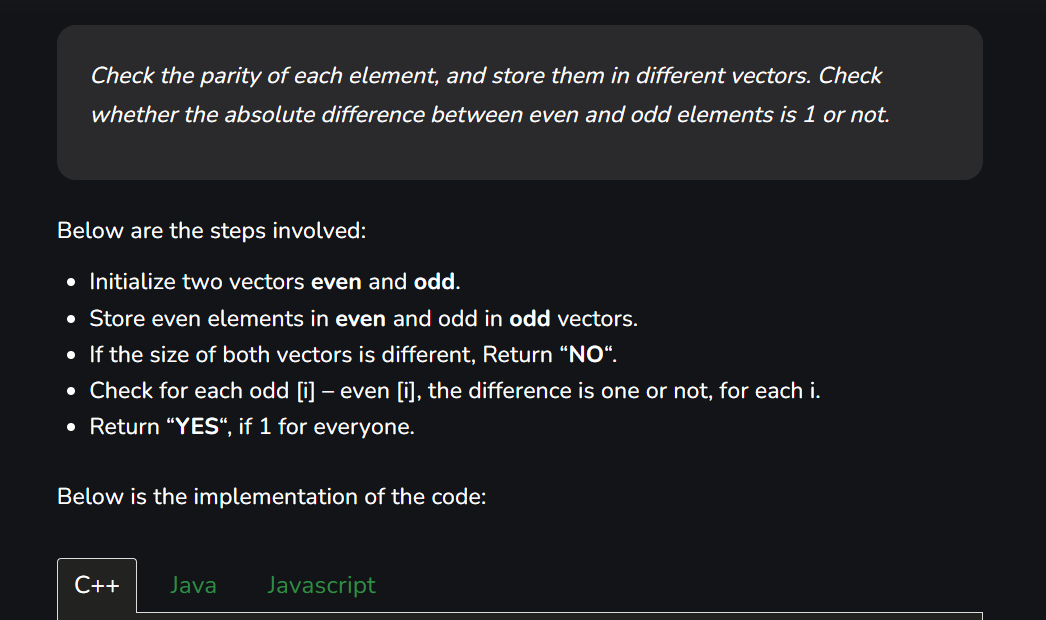 Check the parity of each element, and store them in different vectors. Check
whether the absolute difference between even and odd elements is 1 or not.
Below are the steps involved:
• Initialize two vectors even and odd.
• Store even elements in even and odd in odd vectors.
• If the size of both vectors is different, Return “NO“.
• Check for each odd [i] – even [i], the difference is one or not, for each i.
• Return “YES“, if 1 for everyone.
Below is the implementation of the code:
C++ Java Javascript